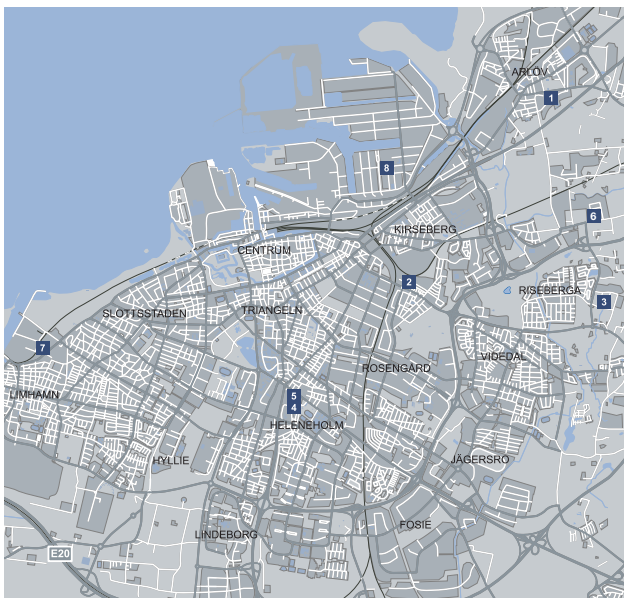 ARLÖV
1
8
6
KIRSEBERG
CENTRUM
2
RISEBERGA
3
TRIANGELN
SLOTTSSTADEN
7
VIDEDAL
ROSENGÅRD
LIMHAMN
5
4
HELENEHOLM
HYLLIE
JÄGERSRO
FOSIE
LINDEBORG
E20